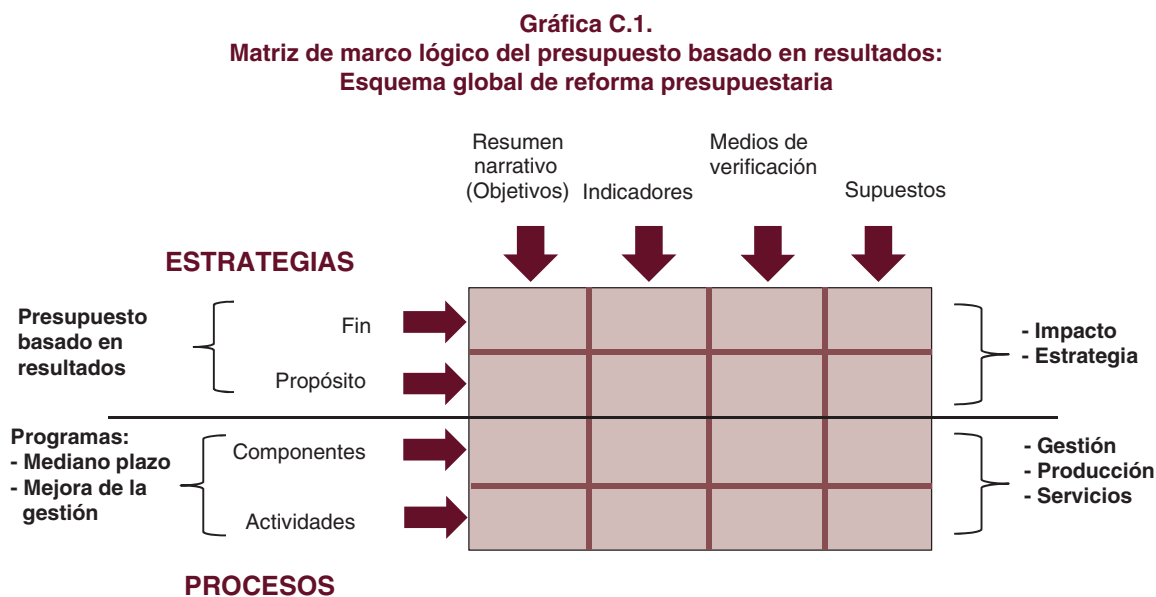 Gráfica C.1.
Matriz de marco lógico del presupuesto basado en resultados:
Esquema global de reforma presupuestaria
Resumen
narrativo
(Objetivos)
Indicadores
Medios de
verificación
Supuestos
ESTRATEGIAS
Presupuesto
basado en
resultados
Fin
Propósito
- Impacto
- Estrategia
Programas:
- Mediano plazo
- Mejora de la
gestión
Componentes
Actividades
- Gestión
- Producción
- Servicios
PROCESOS